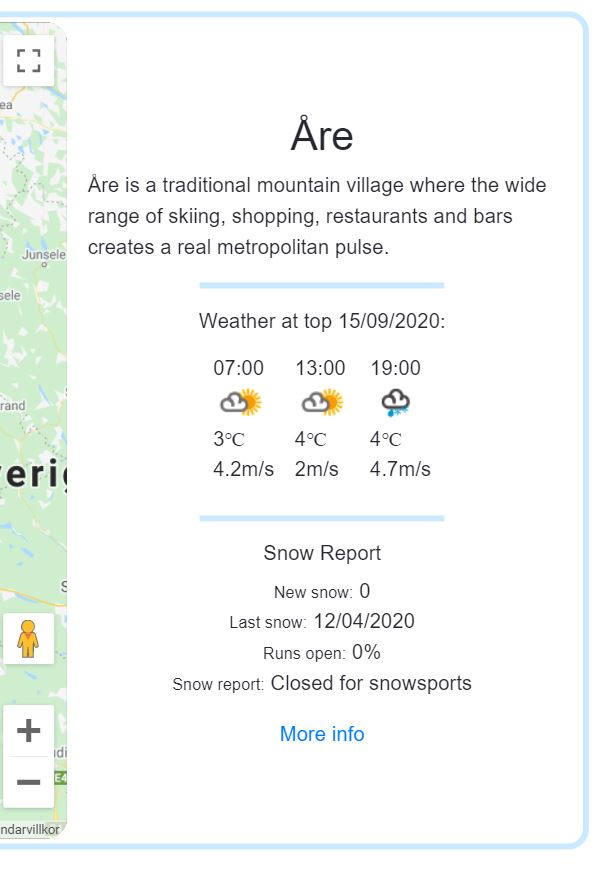 Åre
Åre is a traditional mountain village where the wide
range of skiing, shopping, restaurants and bars
creates a real metropolitan pulse.
Weather at top 15/09/2020:
07:00 13:00 19:00
3°C 4°C 4°C
4.2m/s 2m/s 4.7m/s
Snow Report
New snow: 0
Last snow: 12/04/2020
Runs open: 0%
Snow report: Closed for snowsports
More info
ea
Junsele
sele
rand
verig
S
di
E4
ndarvillkor